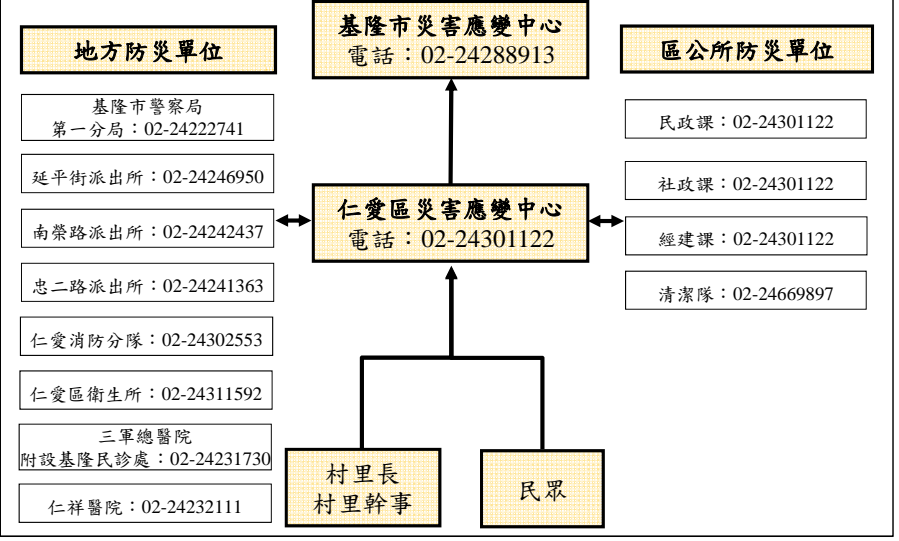 基隆市災害應變中心
電話：02-24288913
地方防災單位
基隆市警察局
第一分局：02-24222741
延平街派出所：02-24246950
南榮路派出所：02-24242437
忠二路派出所：02-24241363
仁愛消防分隊：02-24302553
仁愛區衛生所：02-24311592
三軍總醫院
附設基隆民診處：02-24231730
仁祥醫院：02-24232111
仁愛區災害應變中心
電話：02-24301122
村里長
村里幹事
民眾
區公所防災單位
民政課：02-24301122
社政課：02-24301122
經建課：02-24301122
清潔隊：02-24669897